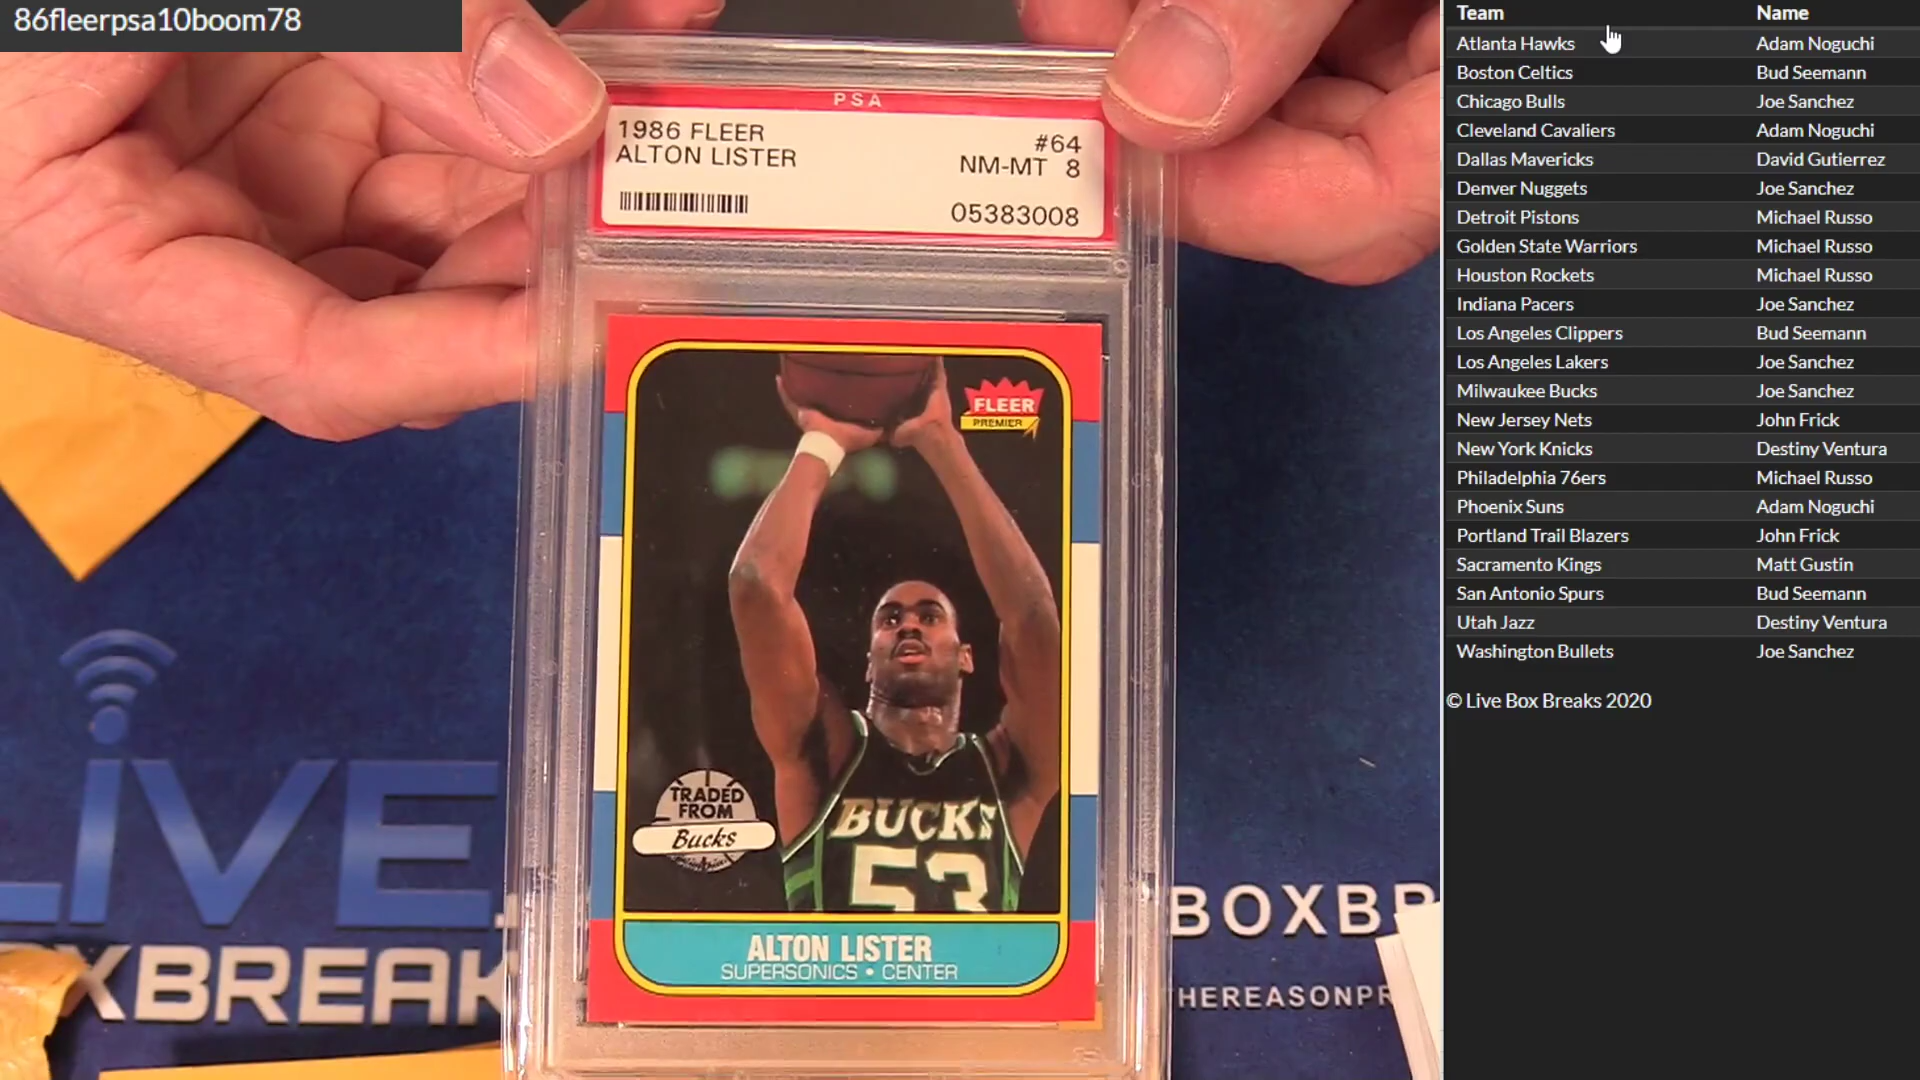 86fleerpsa10boom78
PSA
1986 FLEER
#64
ALTON LISTER
NM-MT 8
05383008
FLEER
PREMIER
TRADED
FROM
Bucks
BUCKS
53
ALTON LISTER
SUPERSONICS • CENTER
LIVE.
BOXBR
XBREAK
HEREASONPR
Team Name
Atlanta Hawks Adam Noguchi
Boston Celtics Bud Seemann
Chicago Bulls Joe Sanchez
Cleveland Cavaliers Adam Noguchi
Dallas Mavericks David Gutierrez
Denver Nuggets Joe Sanchez
Detroit Pistons Michael Russo
Golden State Warriors Michael Russo
Houston Rockets Michael Russo
Indiana Pacers Joe Sanchez
Los Angeles Clippers Bud Seemann
Los Angeles Lakers Joe Sanchez
Milwaukee Bucks Joe Sanchez
New Jersey Nets John Frick
New York Knicks Destiny Ventura
Philadelphia 76ers Michael Russo
Phoenix Suns Adam Noguchi
Portland Trail Blazers John Frick
Sacramento Kings Matt Gustin
San Antonio Spurs Bud Seemann
Utah Jazz Destiny Ventura
Washington Bullets Joe Sanchez
© Live Box Breaks 2020